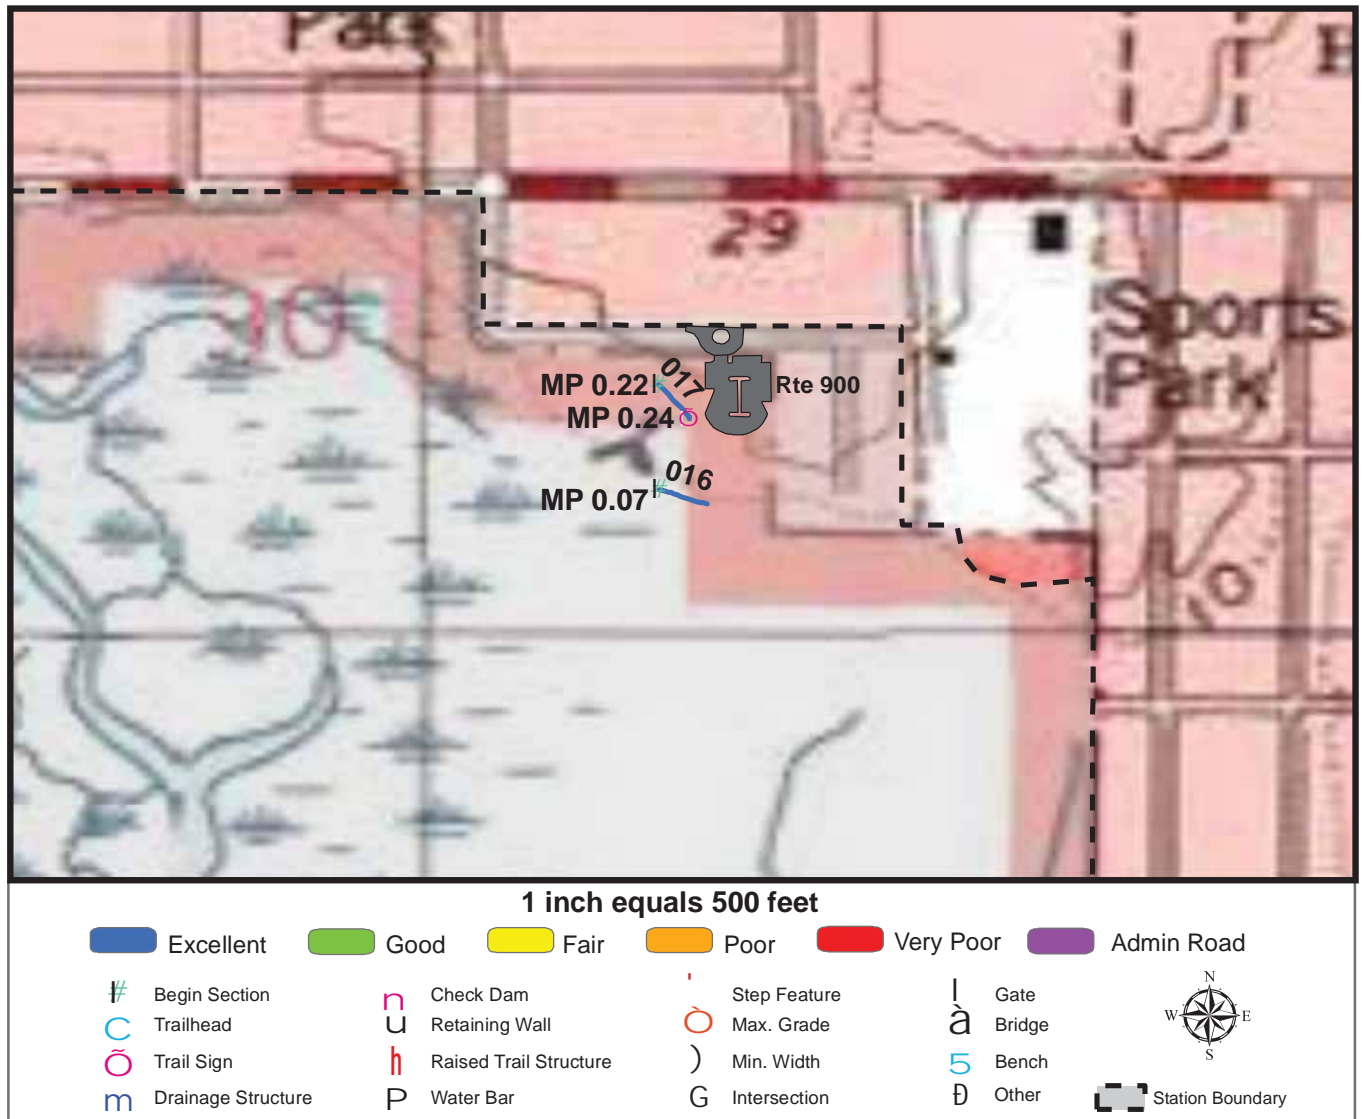 Park
29
10
Sports
Park
MP 0.22
017
MP 0.24
Rte 900
016
MP 0.07
10
1 inch equals 500 feet
Excellent Good Fair Poor Very Poor Admin Road
Begin Section Check Dam Step Feature Gate
Trailhead Retaining Wall Max. Grade Bridge
Trail Sign Raised Trail Structure Min. Width Bench
Drainage Structure Water Bar Intersection Other Station Boundary
N
W E
S